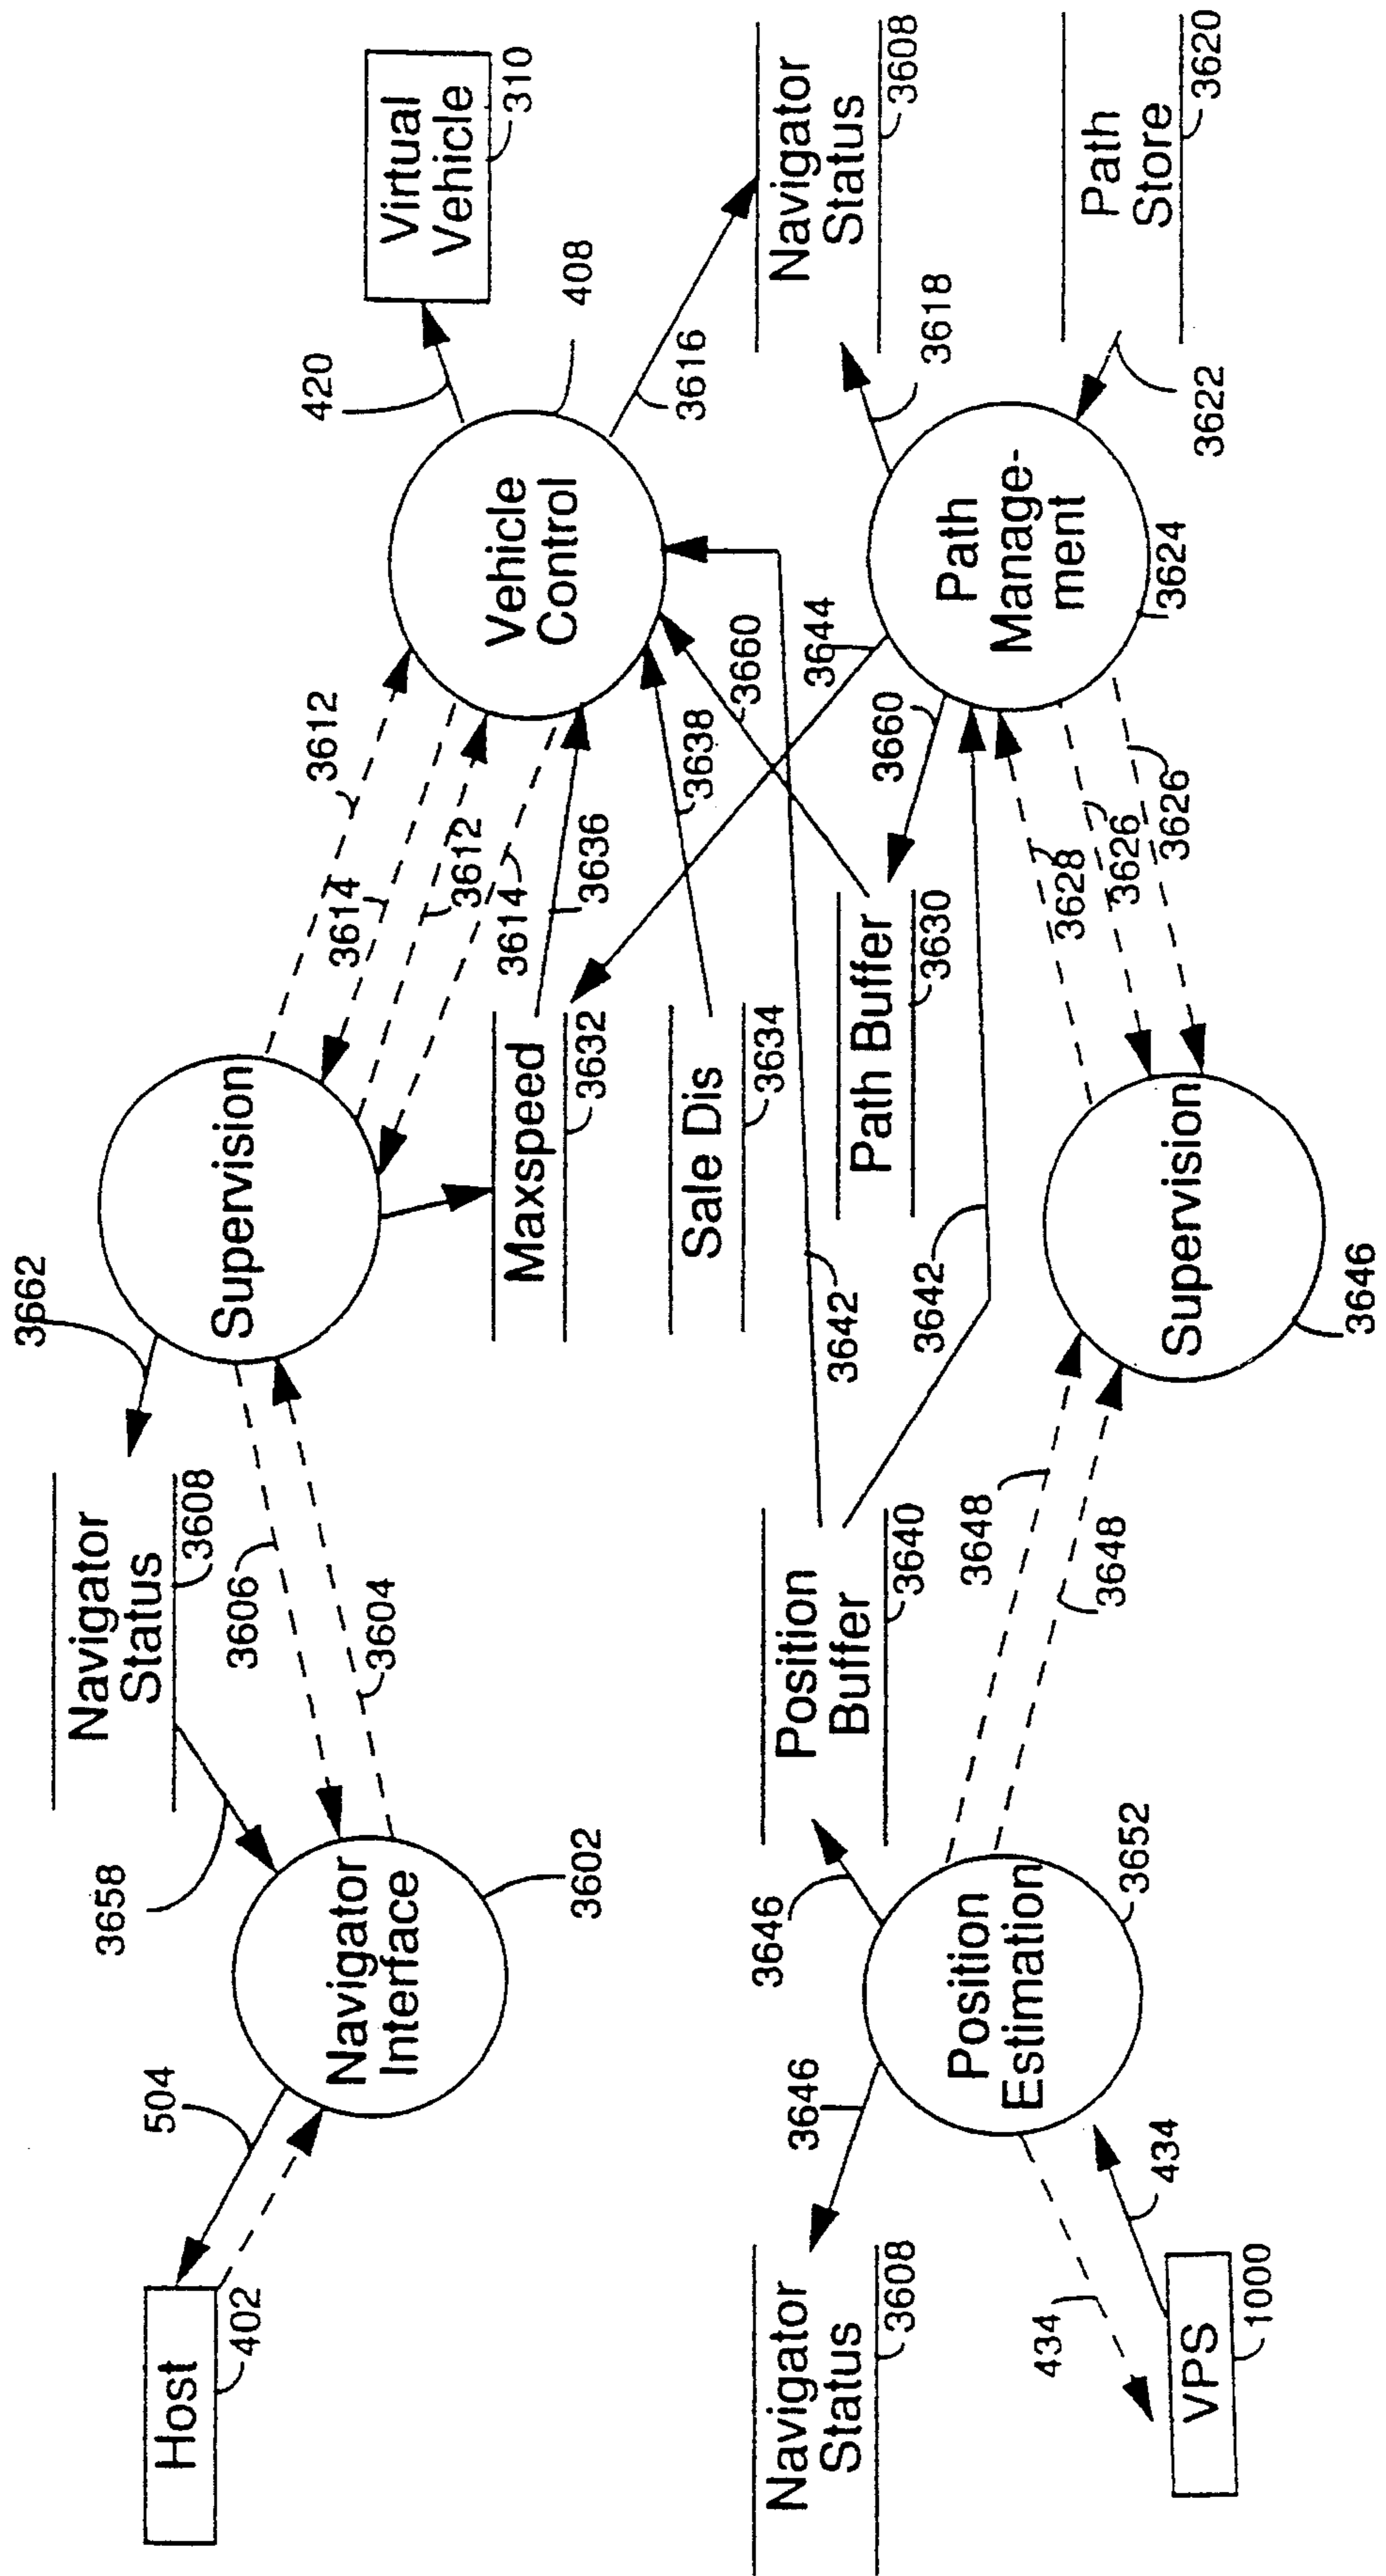 Host
402
504
Navigator
Interface
3602
3658
Navigator
Status
3608
3606
3604
3662
Supervision
3612
3614
3612
3614
Vehicle
Control
408
420
Virtual
Vehicle
310
3616
Navigator
Status
3608
3618
Maxspeed
3632
3636
Sale Dis
3634
3638
3660
3644
Path Buffer
3630
3660
3642
3642
Path
Manage-
ment
3624
3622
Path
Store
3620
3628
3626
3626
Supervision
3646
3648
3648
Position
Buffer
3640
3646
3646
Position
Estimation
3652
Navigator
Status
3608
434
434
VPS
1000